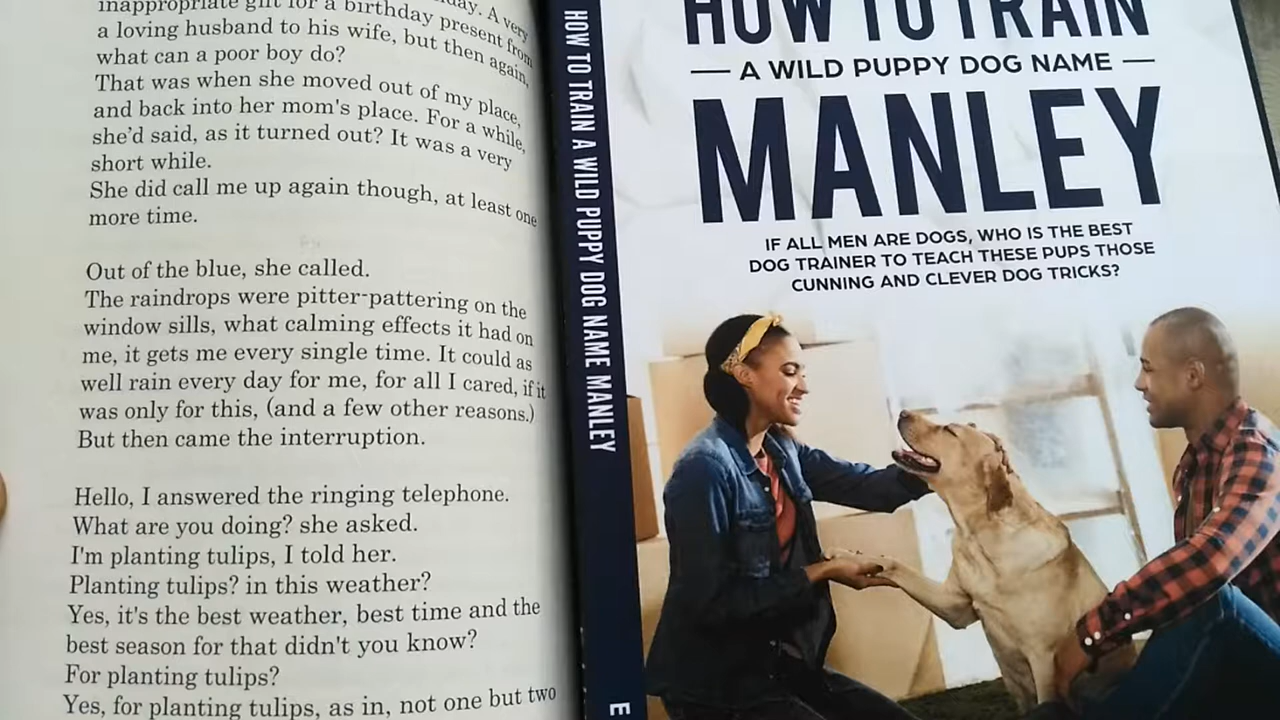 inappropriate gift for a birthday present from
a loving husband to his wife, but then again,
what can a poor boy do?
That was when she moved out of my place,
and back into her mom's place. For a while,
she'd said, as it turned out? It was a very
short while.
She did call me up again though, at least one
more time.
Out of the blue, she called.
The raindrops were pitter-pattering on the
window sills, what calming effects it had on
me, it gets me every single time. It could as
well rain every day for me, for all I cared, if it
was only for this, (and a few other reasons.)
But then came the interruption.
Hello, I answered the ringing telephone.
What are you doing? she asked.
I'm planting tulips, I told her.
Planting tulips? in this weather?
Yes, it's the best weather, best time and the
best season for that didn't you know?
For planting tulips?
Yes, for planting tulips, as in, not one but two
HOW TO TRAIN A WILD PUPPY DOG NAME MANLEY
E
HOW TO TRAIN
A WILD PUPPY DOG NAME
MANLEY
IF ALL MEN ARE DOGS, WHO IS THE BEST
DOG TRAINER TO TEACH THESE PUPS THOSE
CUNNING AND CLEVER DOG TRICKS?